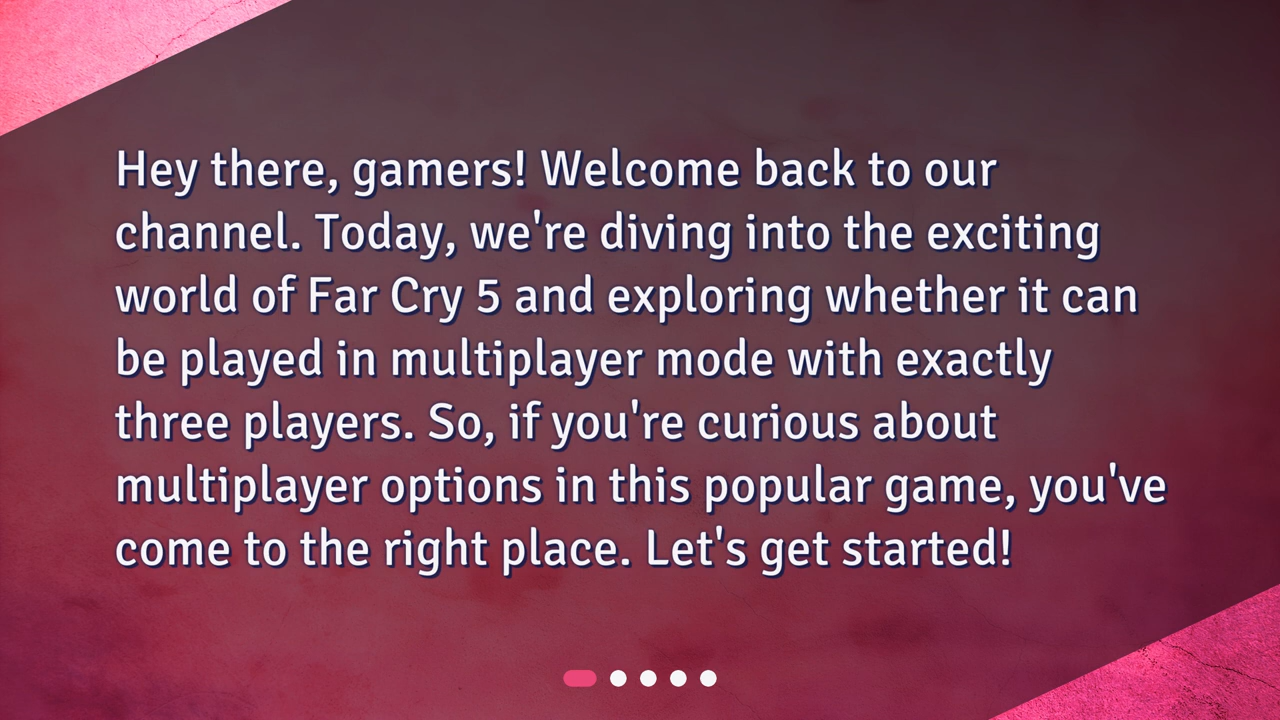 Hey there, gamers! Welcome back to our
channel. Today, we're diving into the exciting
world of Far Cry 5 and exploring whether it can
be played in multiplayer mode with exactly
three players. So, if you're curious about
multiplayer options in this popular game, you've
come to the right place. Let's get started!